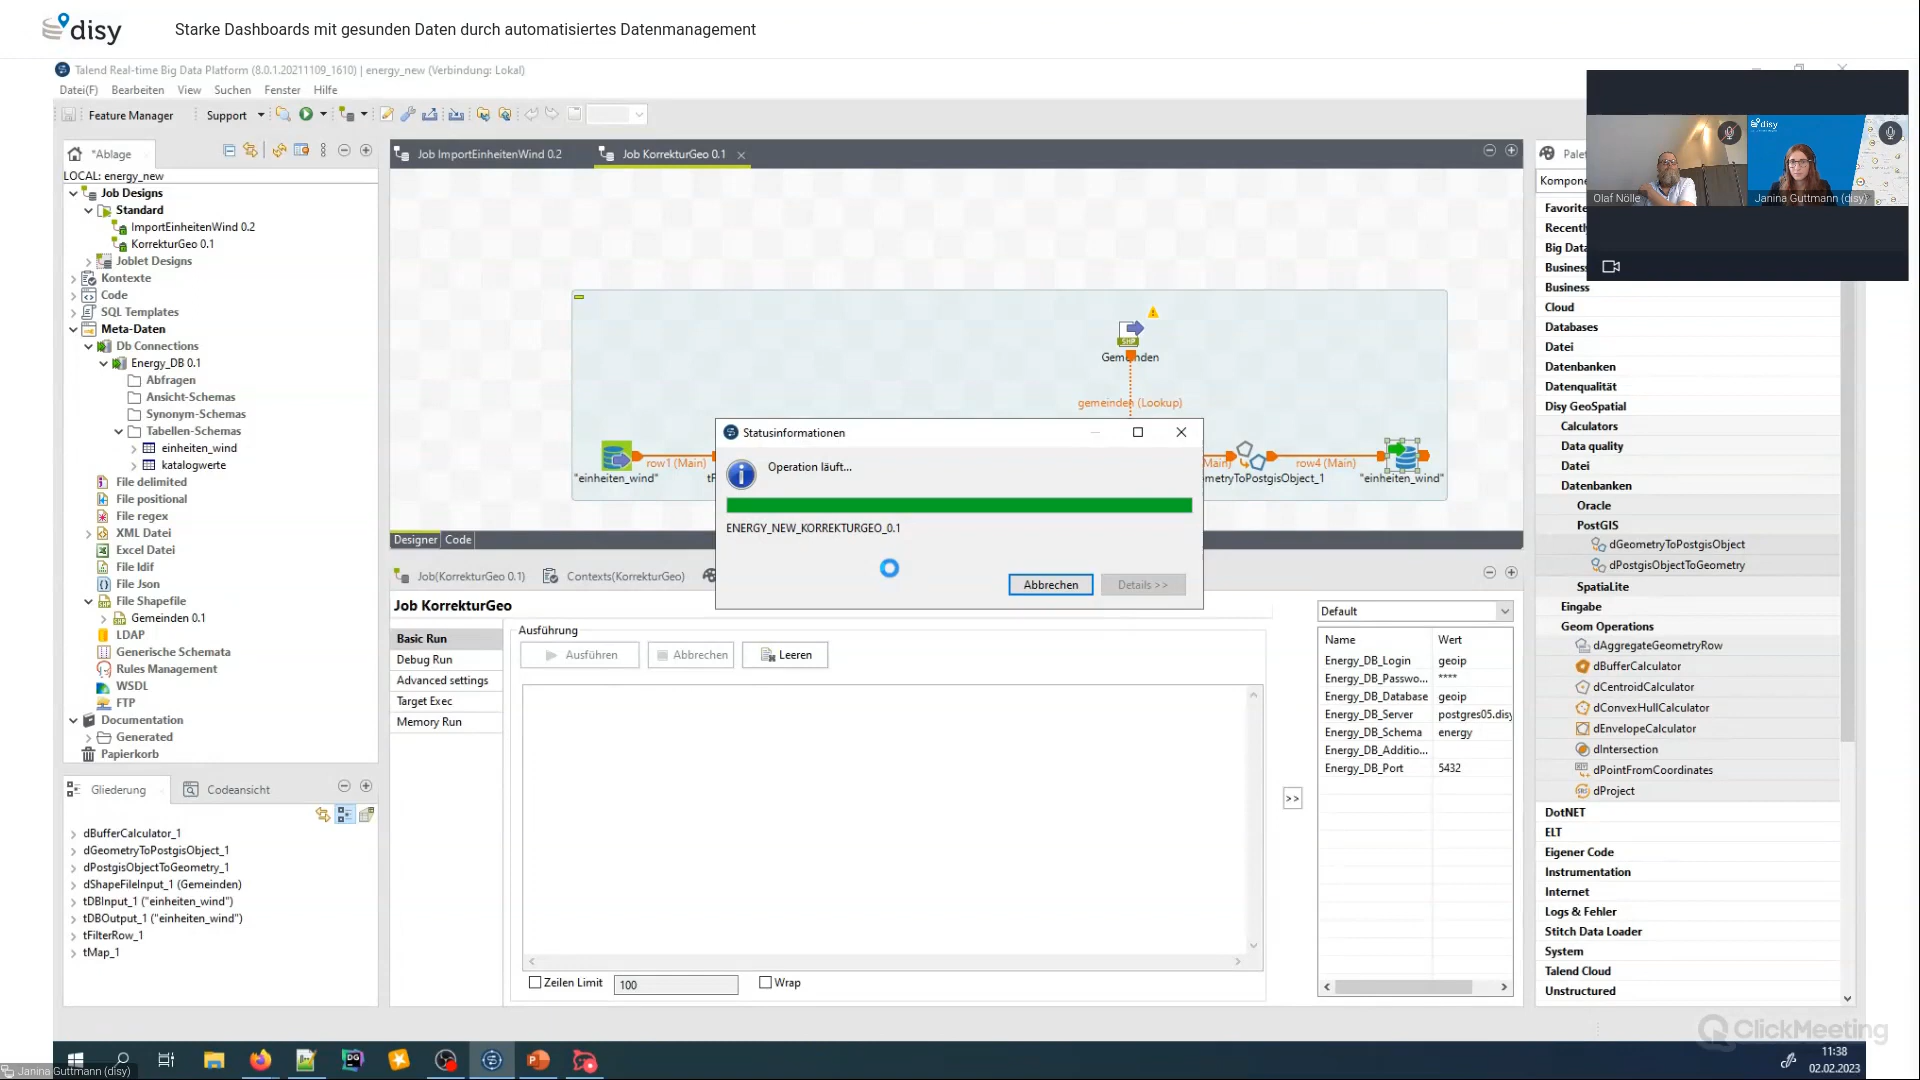 disy
Starke Dashboards mit gesunden Daten durch automatisiertes Datenmanagement
Talend Real-time Big Data Platform (8.0.1.20211109_1610) | energy_new (Verbindung: Lokal)
Datei(F) Bearbeiten View Suchen Fenster Hilfe
Feature Manager Support
*Ablage
LOCAL: energy_new
Job Designs
Standard
ImportEinheitenWind 0.2
KorrekturGeo 0.1
Joblet Designs
Kontexte
Code
SQL Templates
Meta-Daten
Db Connections
Energy_DB 0.1
Abfragen
Ansicht-Schemas
Synonym-Schemas
Tabellen-Schemas
einheiten_wind
katalogwerte
File delimited
File positional
File regex
XML Datei
Excel Datei
File ldif
File Json
File Shapefile
Gemeinden 0.1
LDAP
Generische Schemata
Rules Management
WSDL
FTP
Documentation
Generated
Papierkorb
Gliederung Codeansicht
dBufferCalculator_1
dGeometryToPostgisObject_1
dPostgisObjectToGeometry_1
dShapeFileInput_1 (Gemeinden)
tDBInput_1 ("einheiten_wind")
tDBOutput_1 ("einheiten_wind")
tFilterRow_1
tMap_1
Job ImportEinheitenWind 0.2 Job KorrekturGeo 0.1
SHP
Gemeinden
gemeinden (Lookup)
row1 (Main)
"einheiten_wind"
Main)
row4 (Main)
metryToPostgisObject_1 "einheiten_wind"
Designer Code
Statusinformationen
Operation läuft...
ENERGY_NEW_KORREKTURGEO_0.1
Abbrechen Details >>
Job(KorrekturGeo 0.1) Contexts(KorrekturGeo)
Job KorrekturGeo
Basic Run
Debug Run
Advanced settings
Target Exec
Memory Run
Ausführung
Ausführen Abbrechen Leeren
Zeilen Limit 100 Wrap
>>
Default
Name Wert
Energy_DB_Login geoip
Energy_DB_Passwo... ****
Energy_DB_Database geoip
Energy_DB_Server postgres05.disy
Energy_DB_Schema energy
Energy_DB_Additio...
Energy_DB_Port 5432
Palet
Kompone
Favorite
Recently
Big Data
Business
Business
Cloud
Databases
Datei
Datenbanken
Datenqualität
Disy GeoSpatial
Calculators
Data quality
Datei
Datenbanken
Oracle
PostGIS
dGeometryToPostgisObject
dPostgisObjectToGeometry
SpatiaLite
Eingabe
Geom Operations
dAggregateGeometryRow
dBufferCalculator
dCentroidCalculator
dConvexHullCalculator
dEnvelopeCalculator
dIntersection
dPointFromCoordinates
dProject
DotNET
ELT
Eigener Code
Instrumentation
Internet
Logs & Fehler
Stitch Data Loader
System
Talend Cloud
Unstructured
disy
Olaf Nölle
Janina Guttmann (disy)
ClickMeeting
Janina Guttmann (disy)
11:38
02.02.2023